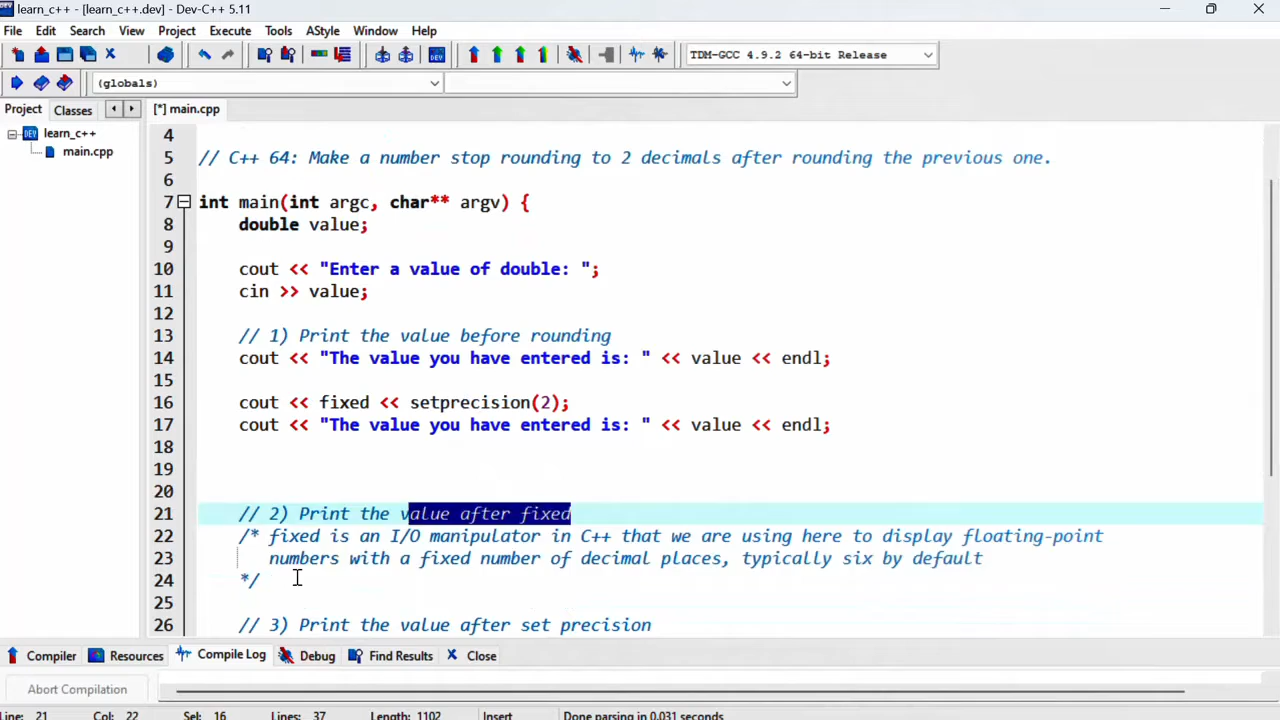 learn_c++ - [learn_c++.dev] - Dev-C++ 5.11
File Edit Search View Project Execute Tools AStyle Window Help
TDM-GCC 4.9.2 64-bit Release
(globals)
Project Classes [*] main.cpp
learn_c++
main.cpp
4
5 // C++ 64: Make a number stop rounding to 2 decimals after rounding the previous one.
6
7 int main(int argc, char** argv) {
8 double value;
9
10 cout << "Enter a value of double: ";
11 cin >> value;
12
13 // 1) Print the value before rounding
14 cout << "The value you have entered is: " << value << endl;
15
16 cout << fixed << setprecision(2);
17 cout << "The value you have entered is: " << value << endl;
18
19
20
21 // 2) Print the value after fixed
22 /* fixed is an I/O manipulator in C++ that we are using here to display floating-point
23 numbers with a fixed number of decimal places, typically six by default
24 */
25
26 // 3) Print the value after set precision
Compiler Resources Compile Log Debug Find Results Close
Abort Compilation
Line: 21 Col: 22 Sel: 16 Lines: 37 Length: 1102 Insert Done parsing in 0.031 seconds